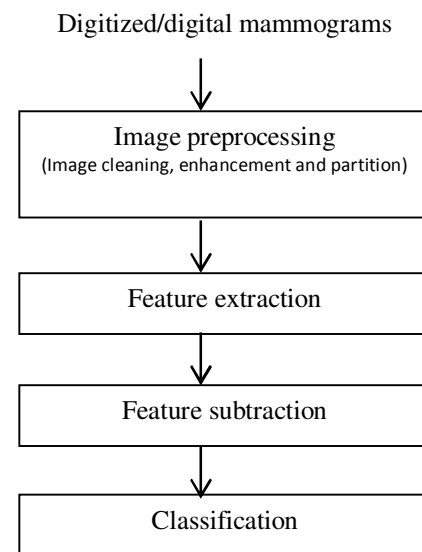 Digitized/digital mammograms
Image preprocessing
(Image cleaning, enhancement and partition)
Feature extraction
Feature subtraction
Classification